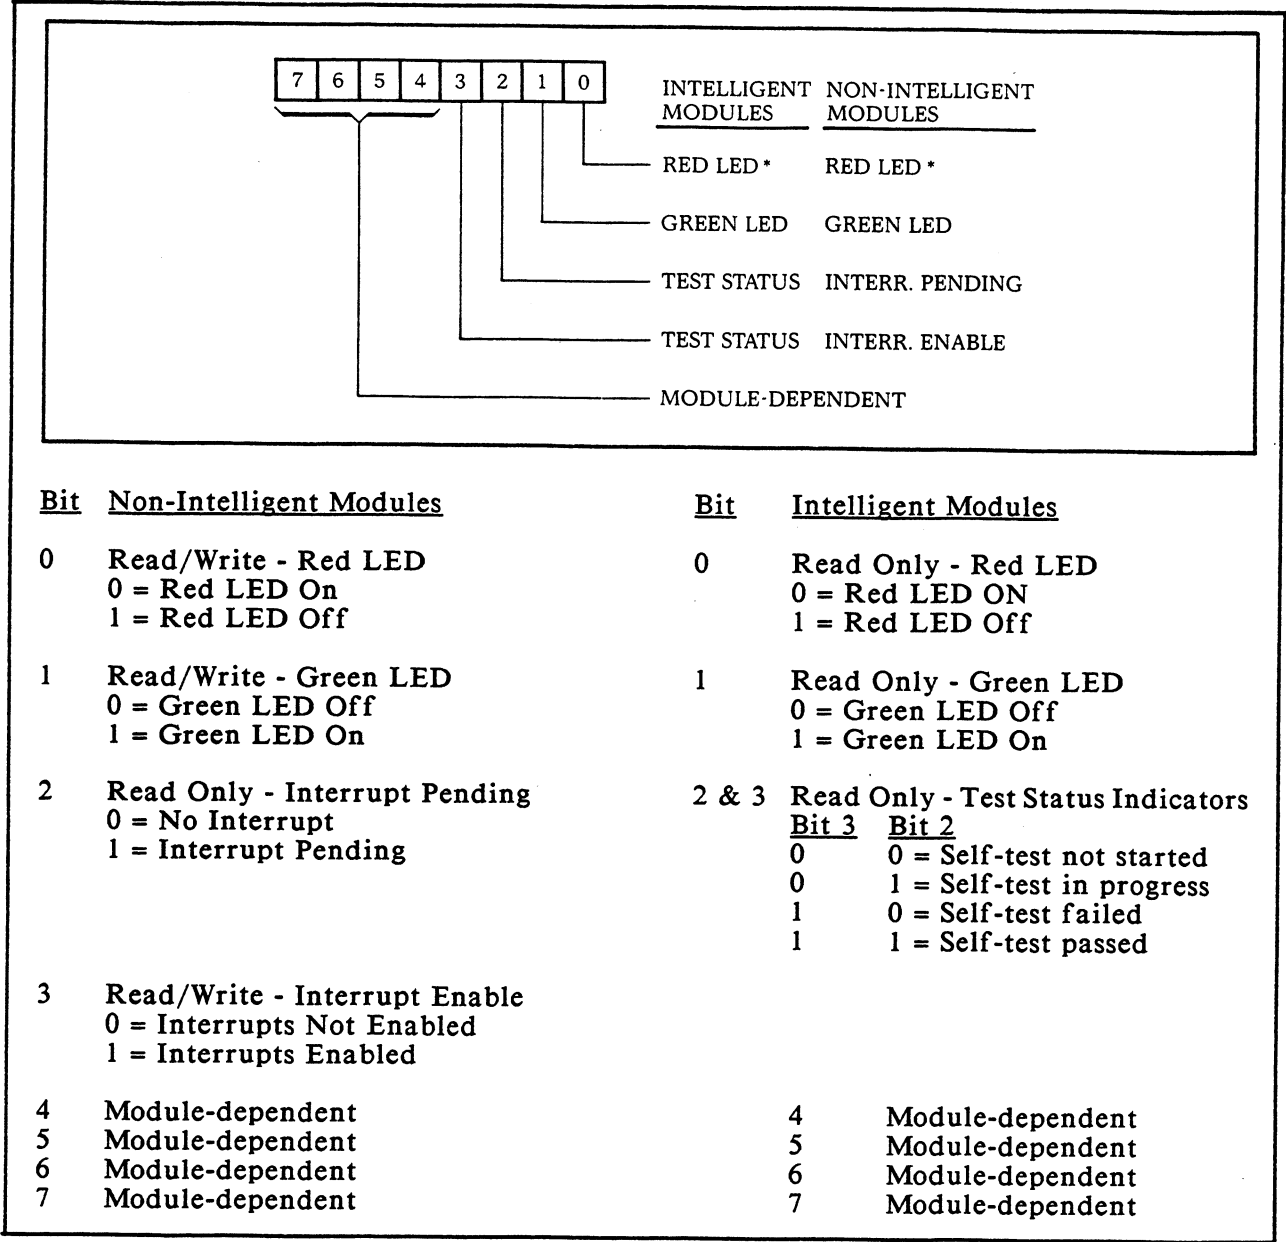 7 6 5 4 3 2 1 0
INTELLIGENT MODULES
NON-INTELLIGENT MODULES
RED LED * RED LED *
GREEN LED GREEN LED
TEST STATUS INTERR. PENDING
TEST STATUS INTERR. ENABLE
MODULE-DEPENDENT
Bit Non-Intelligent Modules
0 Read/Write - Red LED
0 = Red LED On
1 = Red LED Off
1 Read/Write - Green LED
0 = Green LED Off
1 = Green LED On
2 Read Only - Interrupt Pending
0 = No Interrupt
1 = Interrupt Pending
3 Read/Write - Interrupt Enable
0 = Interrupts Not Enabled
1 = Interrupts Enabled
4 Module-dependent
5 Module-dependent
6 Module-dependent
7 Module-dependent
Bit Intelligent Modules
0 Read Only - Red LED
0 = Red LED ON
1 = Red LED Off
1 Read Only - Green LED
0 = Green LED Off
1 = Green LED On
2 & 3 Read Only - Test Status Indicators
Bit 3 Bit 2
0 0 = Self-test not started
0 1 = Self-test in progress
1 0 = Self-test failed
1 1 = Self-test passed
4 Module-dependent
5 Module-dependent
6 Module-dependent
7 Module-dependent